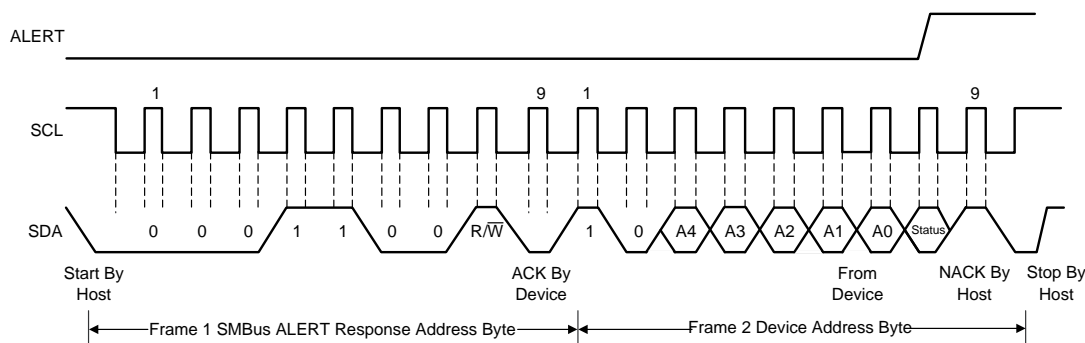 ALERT
1 9 1 9
SCL
SDA 0 0 0 1 1 0 0 R/W̅ 1 0 A4 A3 A2 A1 A0 Status
Start By Host
ACK By Device
From Device
NACK By Host
Stop By Host
Frame 1 SMBus ALERT Response Address Byte
Frame 2 Device Address Byte